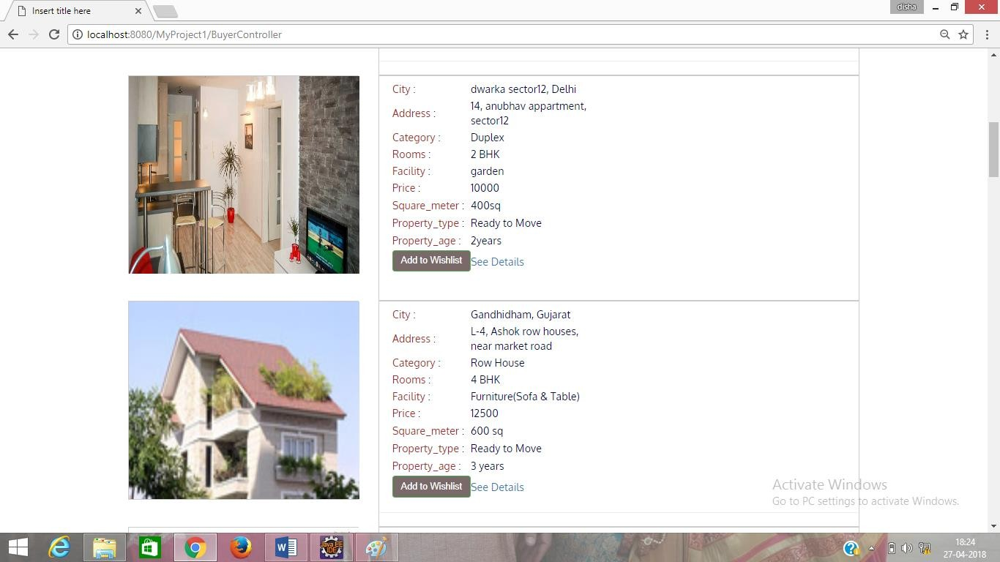 Insert title here
disha
localhost:8080/MyProject1/BuyerController
City : dwarka sector12, Delhi
Address : 14, anubhav appartment,
sector12
Category : Duplex
Rooms : 2 BHK
Facility : garden
Price : 10000
Square_meter : 400sq
Property_type : Ready to Move
Property_age : 2years
Add to Wishlist See Details
City : Gandhidham, Gujarat
Address : L-4, Ashok row houses,
near market road
Category : Row House
Rooms : 4 BHK
Facility : Furniture(Sofa & Table)
Price : 12500
Square_meter : 600 sq
Property_type : Ready to Move
Property_age : 3 years
Add to Wishlist See Details
Activate Windows
Go to PC settings to activate Windows.
Java EE
IDE
18:24
27-04-2018